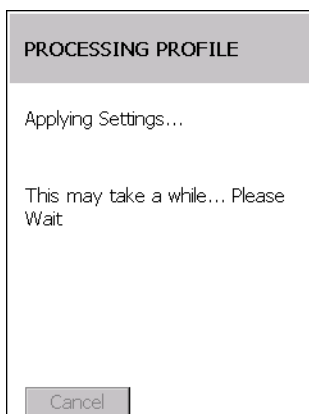 PROCESSING PROFILE
Applying Settings...
This may take a while... Please
Wait
Cancel